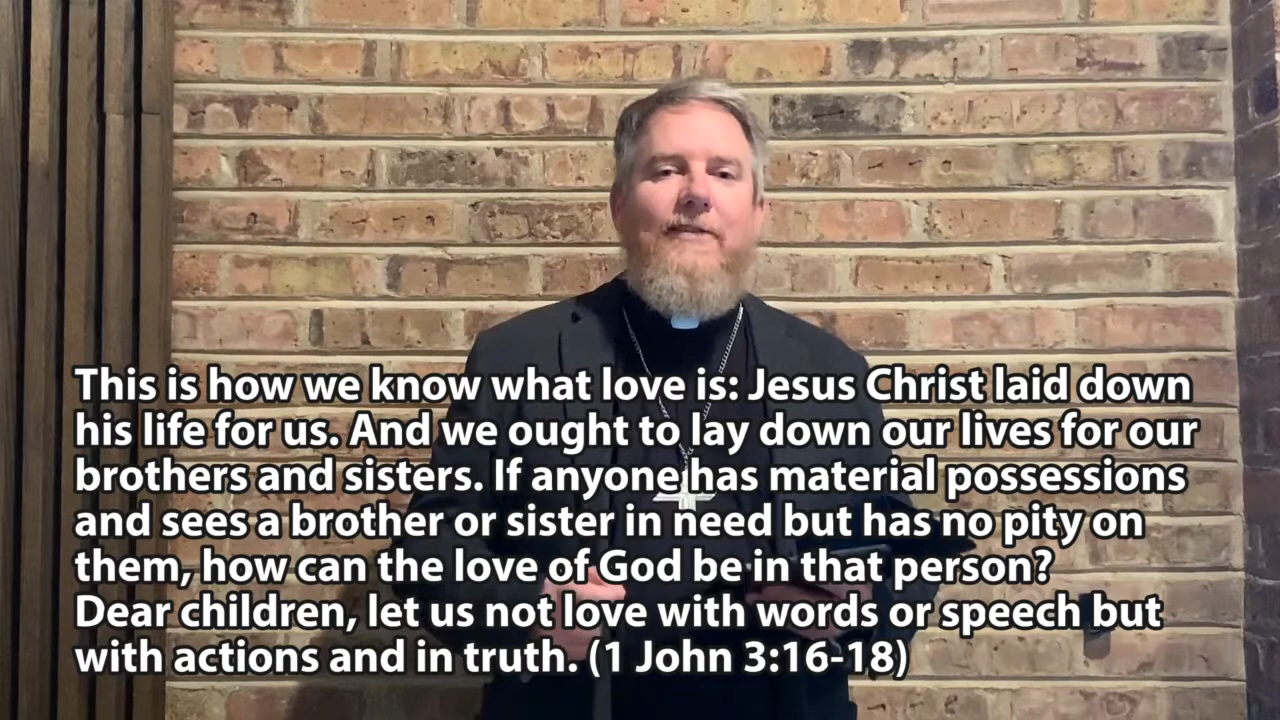 This is how we know what love is: Jesus Christ laid down
his life for us. And we ought to lay down our lives for our
brothers and sisters. If anyone has material possessions
and sees a brother or sister in need but has no pity on
them, how can the love of God be in that person?
Dear children, let us not love with words or speech but
with actions and in truth. (1 John 3:16-18)